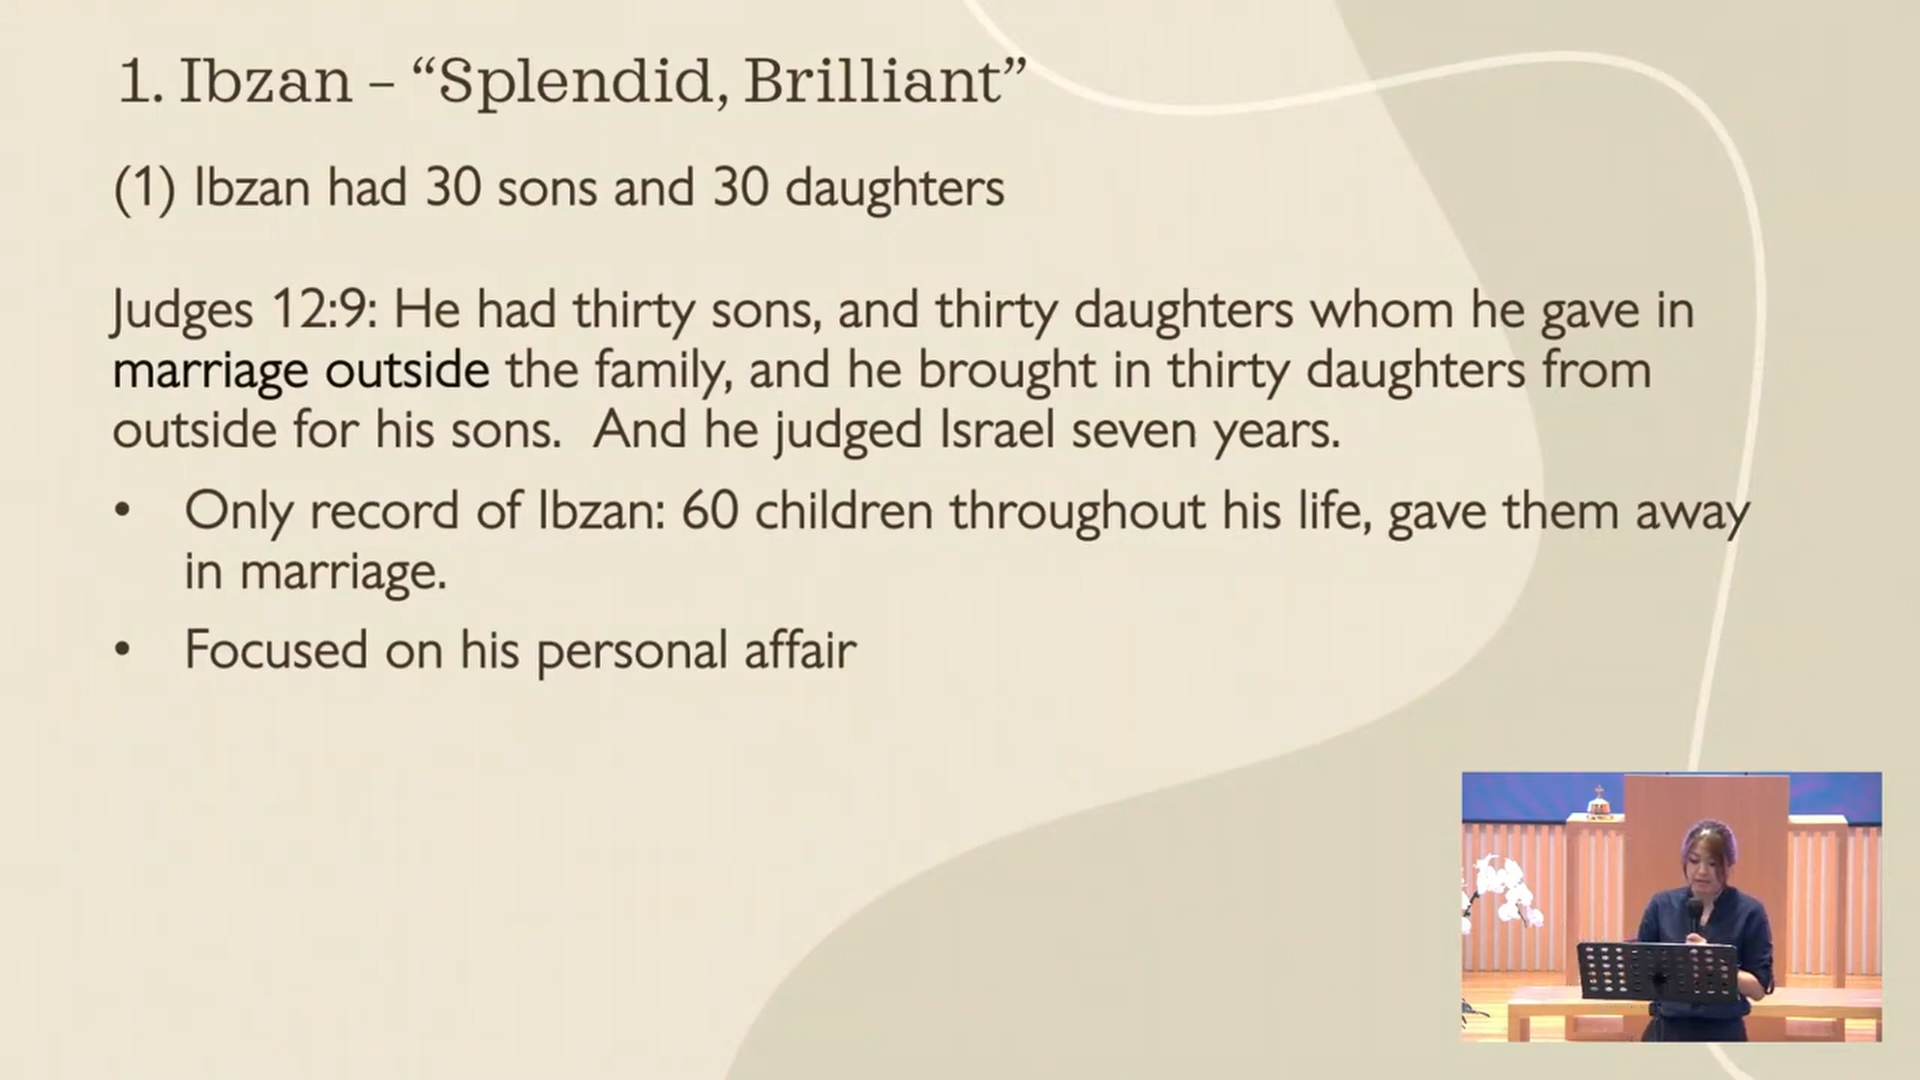 1. Ibzan – “Splendid, Brilliant”
(1) Ibzan had 30 sons and 30 daughters
Judges 12:9: He had thirty sons, and thirty daughters whom he gave in
marriage outside the family, and he brought in thirty daughters from
outside for his sons.  And he judged Israel seven years.
• Only record of Ibzan: 60 children throughout his life, gave them away
in marriage.
• Focused on his personal affair